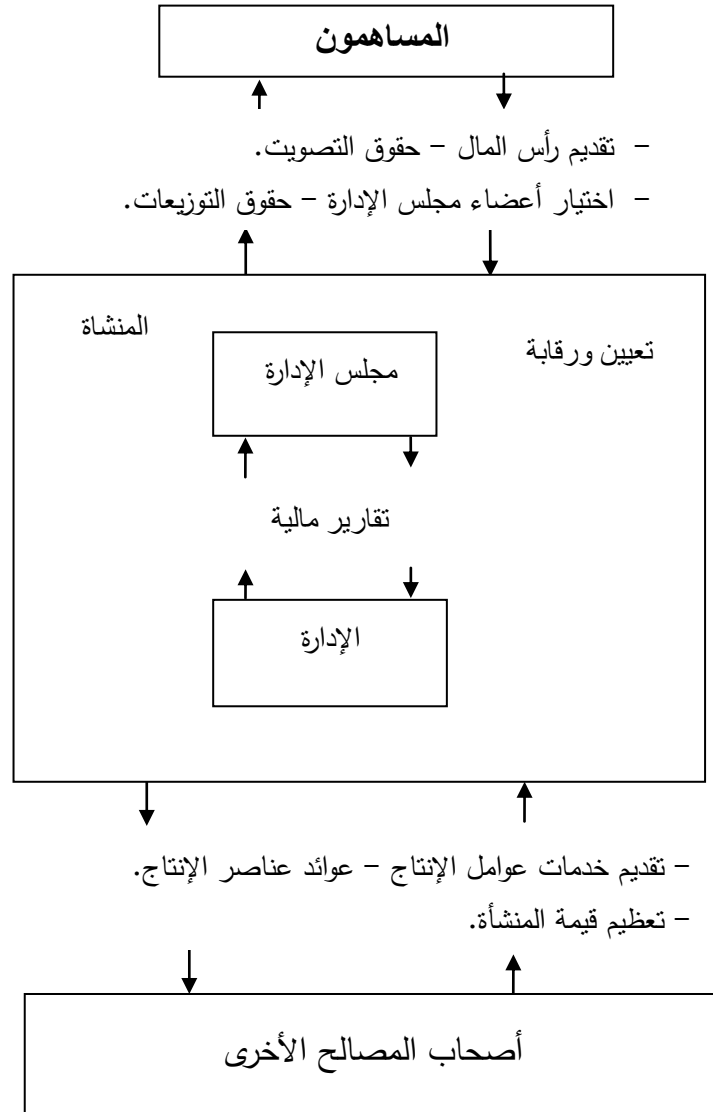 المساهمون
– تقديم رأس المال – حقوق التصويت.
– اختيار أعضاء مجلس الإدارة – حقوق التوزيعات.
المنشاة
تعيين ورقابة
مجلس الإدارة
تقارير مالية
الإدارة
– تقديم خدمات عوامل الإنتاج – عوائد عناصر الإنتاج.
– تعظيم قيمة المنشأة.
أصحاب المصالح الأخرى